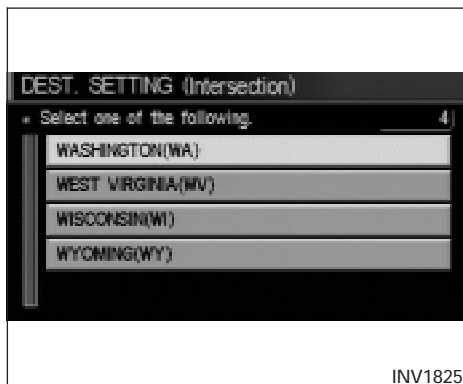 DEST. SETTING (Intersection)
Select one of the following. 4
WASHINGTON(WA)
WEST VIRGINIA(WV)
WISCONSIN(WI)
WYOMING(WY)
INV1825